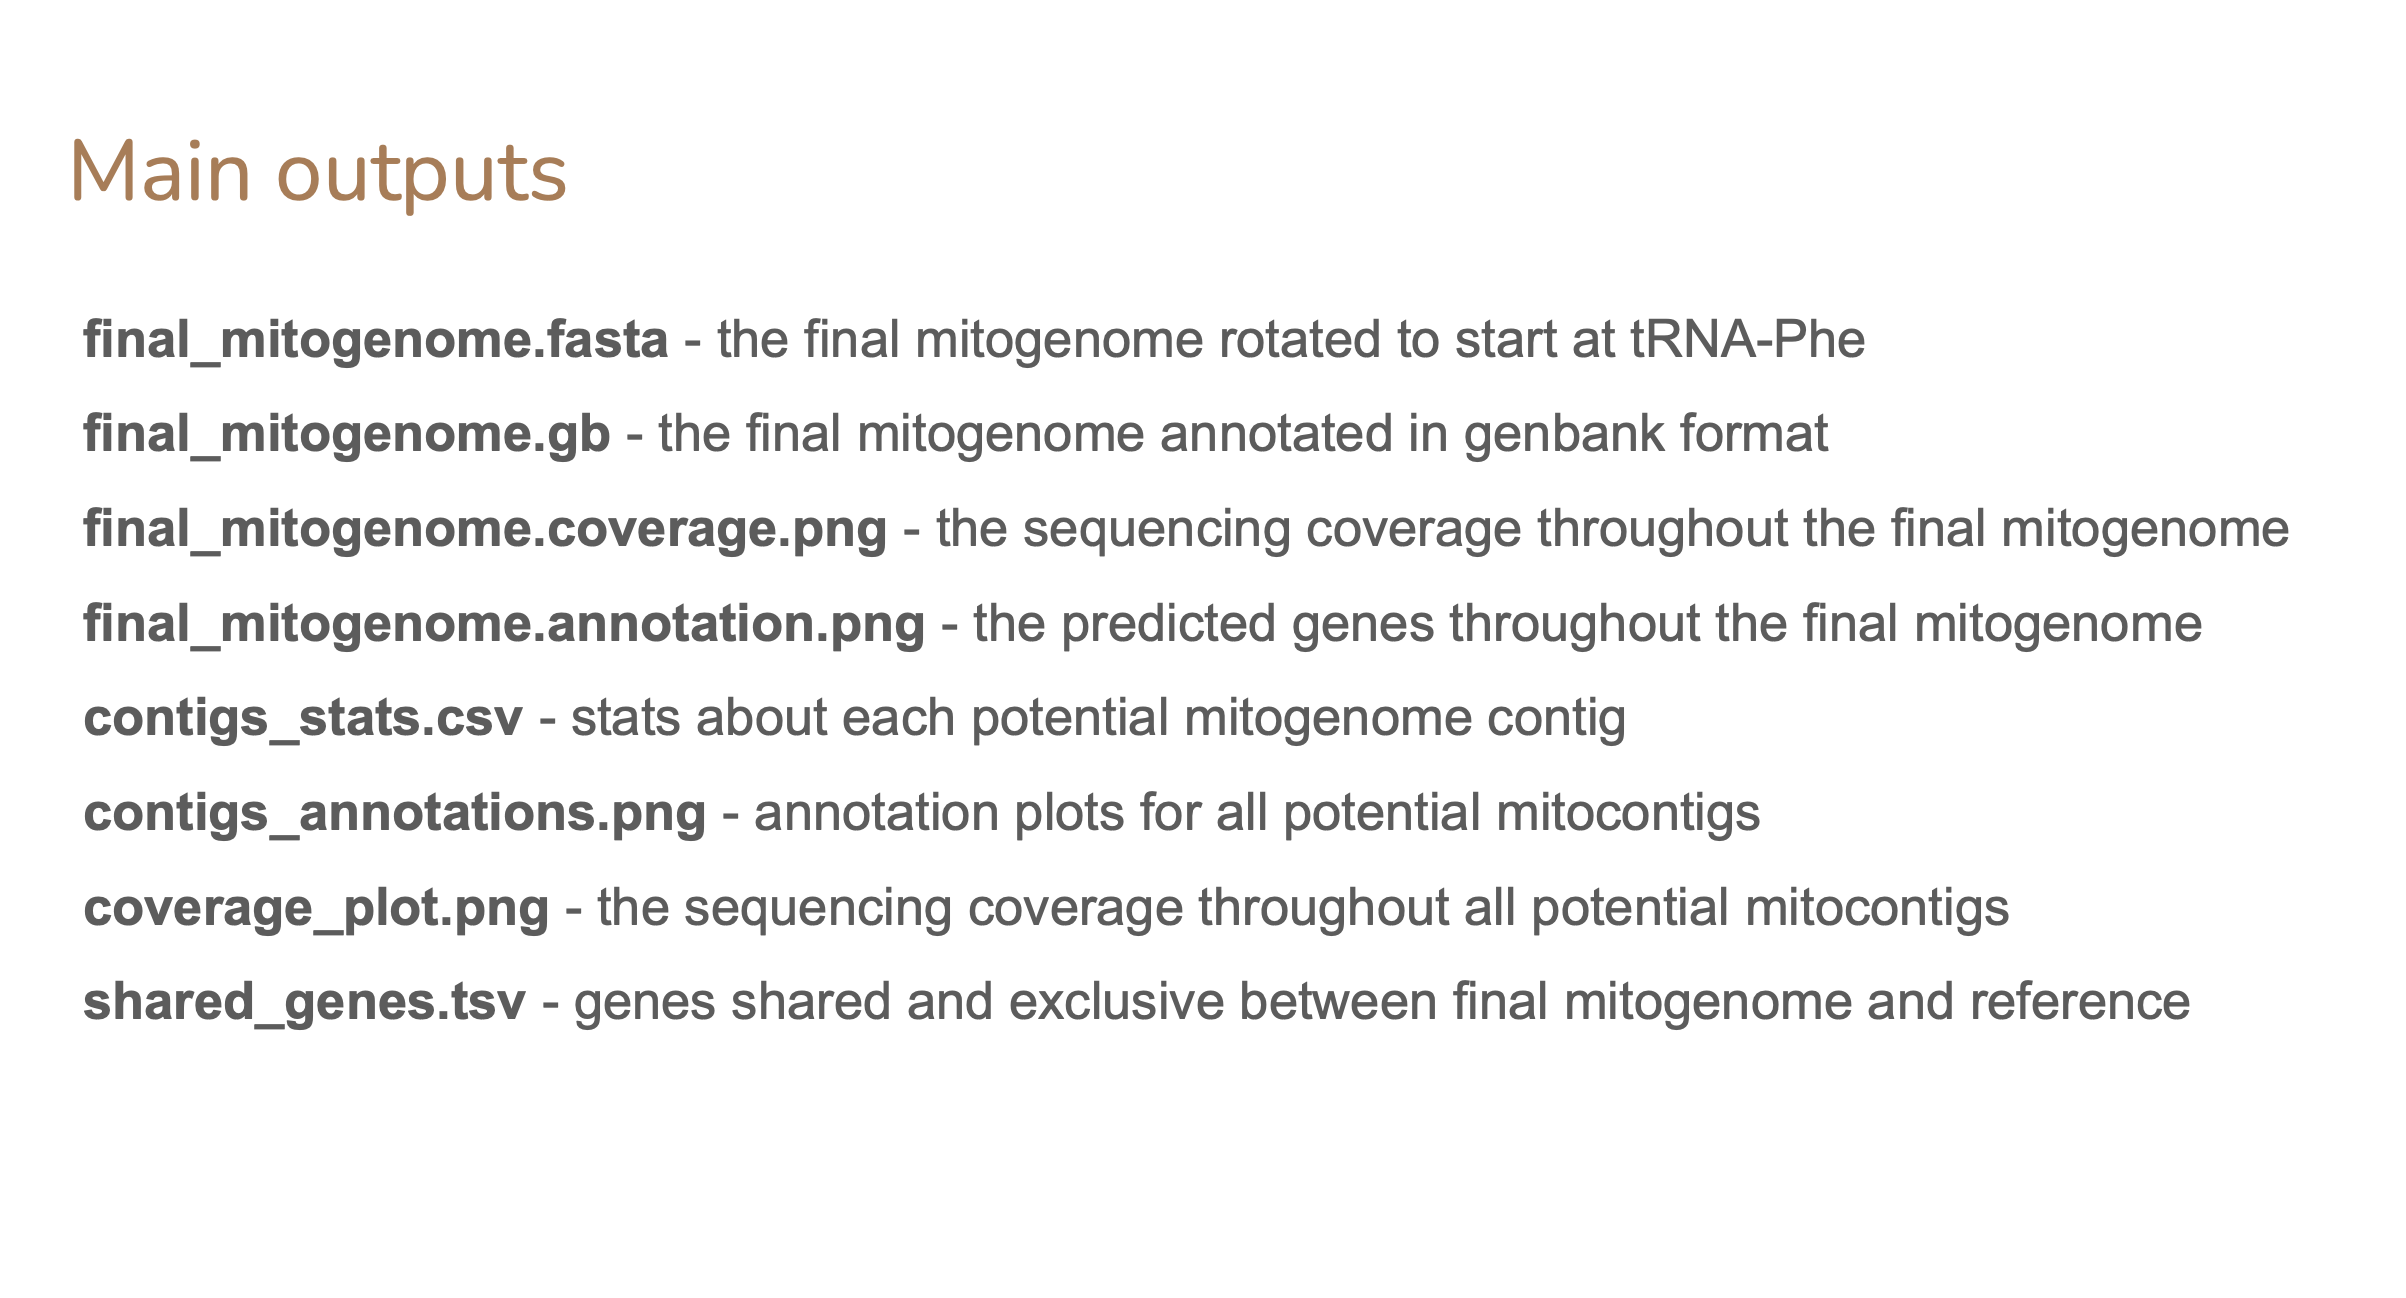 Main outputs
final_mitogenome.fasta - the final mitogenome rotated to start at tRNA-Phe
final_mitogenome.gb - the final mitogenome annotated in genbank format
final_mitogenome.coverage.png - the sequencing coverage throughout the final mitogenome
final_mitogenome.annotation.png - the predicted genes throughout the final mitogenome
contigs_stats.csv - stats about each potential mitogenome contig
contigs_annotations.png - annotation plots for all potential mitocontigs
coverage_plot.png - the sequencing coverage throughout all potential mitocontigs
shared_genes.tsv - genes shared and exclusive between final mitogenome and reference